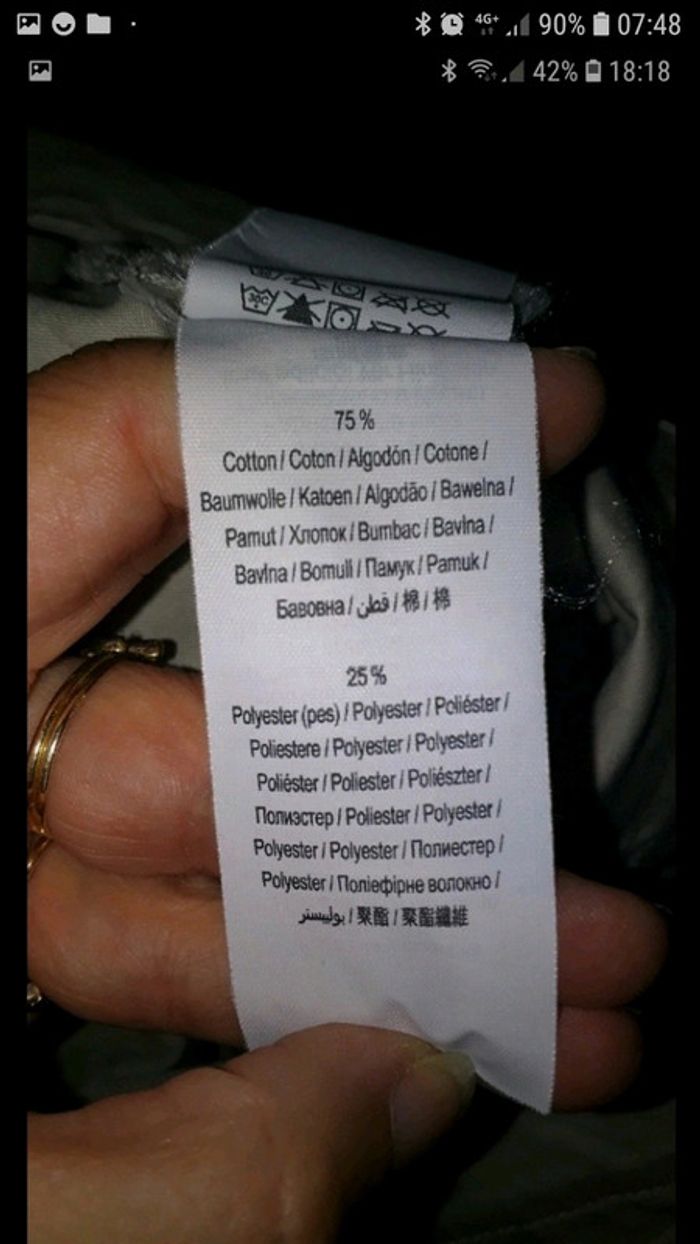 4G+ 90% 07:48
42% 18:18
30C
75%
Cotton / Coton / Algodón / Cotone /
Baumwolle / Katoen / Algodão / Bawełna /
Pamut / Хлопок / Bumbac / Bavlna /
Bavlna / Bomull / Памук / Pamuk /
Бавовна / قطن / 棉 / 棉
25%
Polyester (pes) / Polyester / Poliéster /
Poliestere / Polyester / Polyester /
Poliéster / Poliester / Poliészter /
Полиэстер / Poliester / Polyester /
Polyester / Polyester / Полиестер /
Polyester / Поліефірне волокно /
بوليستر / 聚酯 / 聚酯纖維